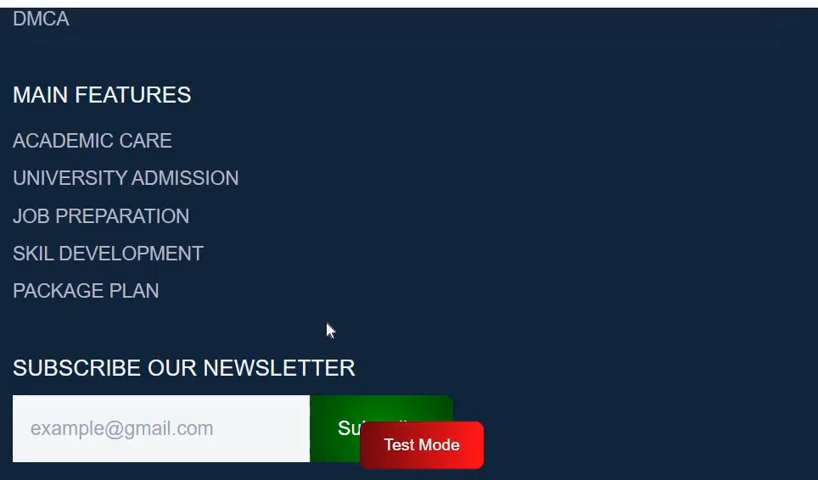 DMCA
MAIN FEATURES
ACADEMIC CARE
UNIVERSITY ADMISSION
JOB PREPARATION
SKIL DEVELOPMENT
PACKAGE PLAN
SUBSCRIBE OUR NEWSLETTER
example@gmail.com
Test Mode